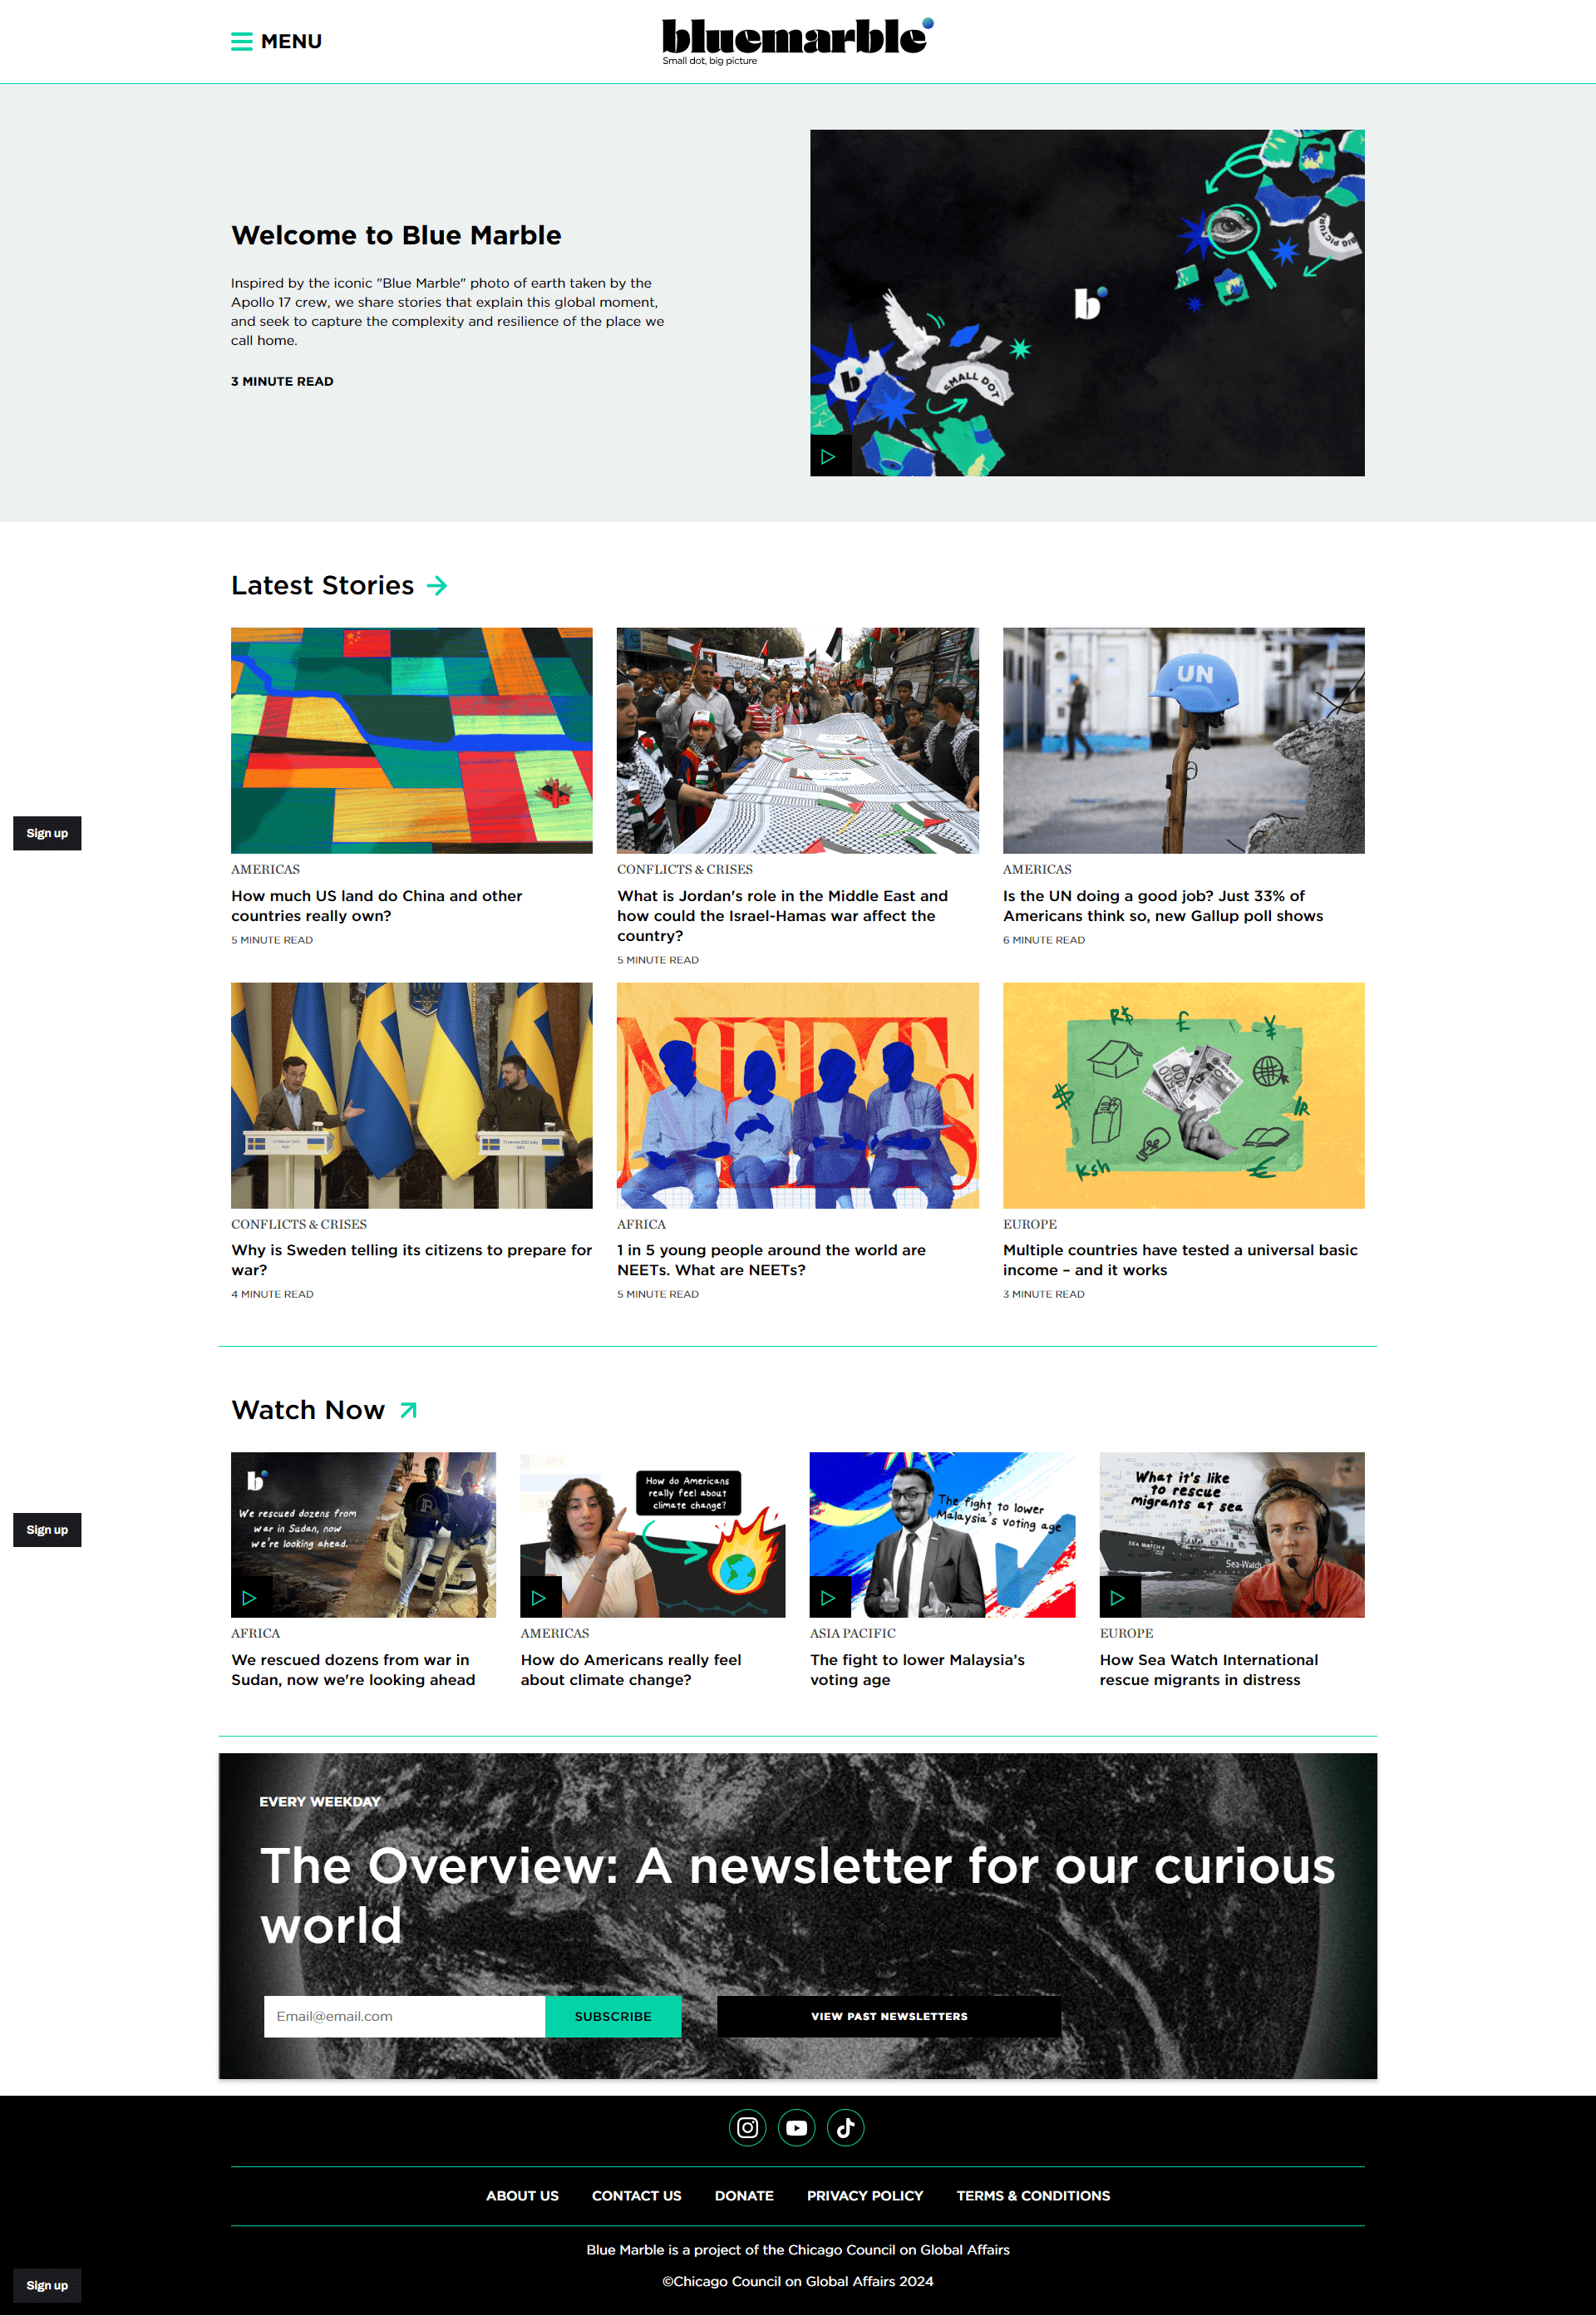 MENU
bluemarble
Small dot, big picture
Welcome to Blue Marble
Inspired by the iconic "Blue Marble" photo of earth taken by the
Apollo 17 crew, we share stories that explain this global moment,
and seek to capture the complexity and resilience of the place we
call home.
3 MINUTE READ
BIG PICTURE
b
b
SMALL DOT
Latest Stories
UN
AMERICAS
How much US land do China and other
countries really own?
5 MINUTE READ
CONFLICTS & CRISES
What is Jordan's role in the Middle East and
how could the Israel-Hamas war affect the
country?
5 MINUTE READ
AMERICAS
Is the UN doing a good job? Just 33% of
Americans think so, new Gallup poll shows
6 MINUTE READ
Sign up
NEETs
R$
£
¥
$
IR
Ksh
€
CONFLICTS & CRISES
Why is Sweden telling its citizens to prepare for
war?
4 MINUTE READ
AFRICA
1 in 5 young people around the world are
NEETs. What are NEETs?
5 MINUTE READ
EUROPE
Multiple countries have tested a universal basic
income – and it works
3 MINUTE READ
Watch Now
b
We rescued dozens from
war in Sudan, now
we're looking ahead.
How do Americans
really feel about
climate change?
The fight to lower
Malaysia's voting age
What it's like
to rescue
migrants at sea
SEA WATCH 4
Sea-Watch
Sign up
AFRICA
We rescued dozens from war in
Sudan, now we're looking ahead
AMERICAS
How do Americans really feel
about climate change?
ASIA PACIFIC
The fight to lower Malaysia’s
voting age
EUROPE
How Sea Watch International
rescue migrants in distress
EVERY WEEKDAY
The Overview: A newsletter for our curious
world
Email@email.com
SUBSCRIBE
VIEW PAST NEWSLETTERS
ABOUT US
CONTACT US
DONATE
PRIVACY POLICY
TERMS & CONDITIONS
Blue Marble is a project of the Chicago Council on Global Affairs
©Chicago Council on Global Affairs 2024
Sign up